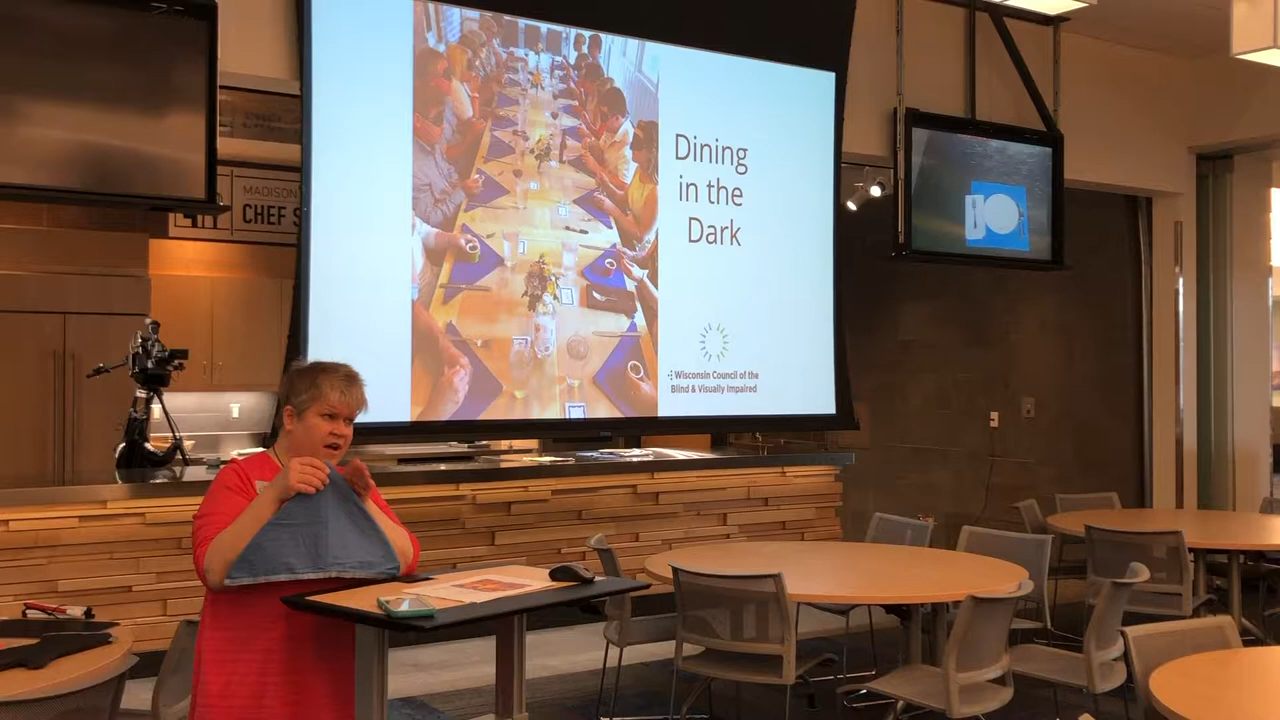 MADISON
CHEF S
Dining
in the
Dark
Wisconsin Council of the
Blind & Visually Impaired